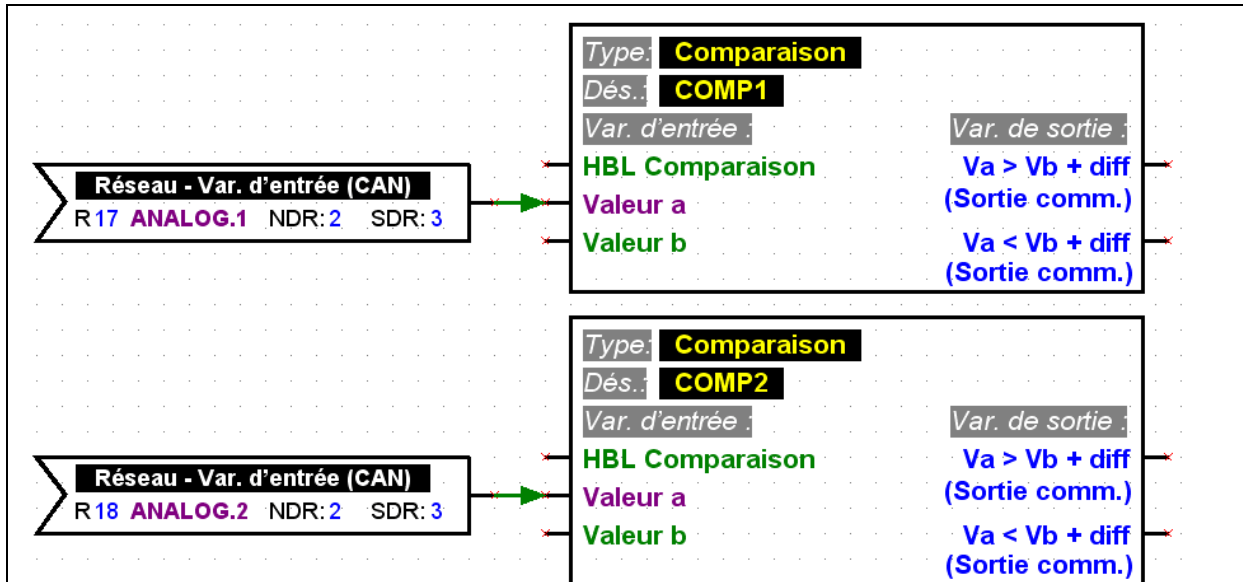 Type: Comparaison
Dés.: COMP1
Var. d'entrée : Var. de sortie :
HBL Comparaison Va > Vb + diff
Réseau - Var. d'entrée (CAN)
Valeur a (Sortie comm.)
R 17 ANALOG.1 NDR: 2 SDR: 3
Valeur b Va < Vb + diff
(Sortie comm.)
Type: Comparaison
Dés.: COMP2
Var. d'entrée : Var. de sortie :
HBL Comparaison Va > Vb + diff
Réseau - Var. d'entrée (CAN)
Valeur a (Sortie comm.)
R 18 ANALOG.2 NDR: 2 SDR: 3
Valeur b Va < Vb + diff
(Sortie comm.)